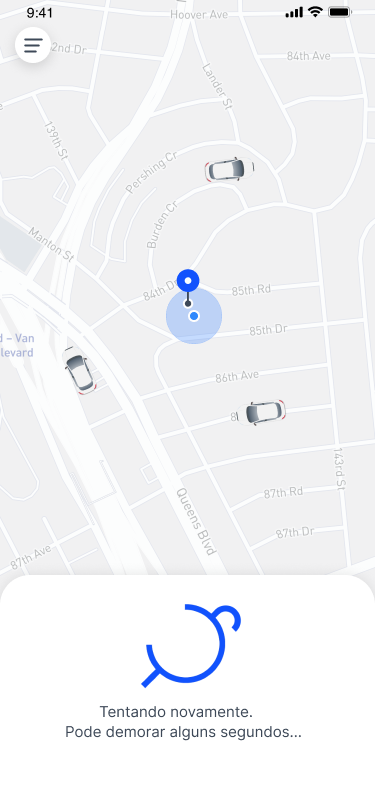 9:41
Hoover Ave
2nd Dr
84th Ave
Lander St
139th St
Pershing Cr
Burden Cr
Manton St
84th Dr
85th Rd
d – Van
levard
85th Dr
86th Ave
143rd St
87th Rd
Queens Blvd
87th Dr
87th Ave
Tentando novamente.
Pode demorar alguns segundos...